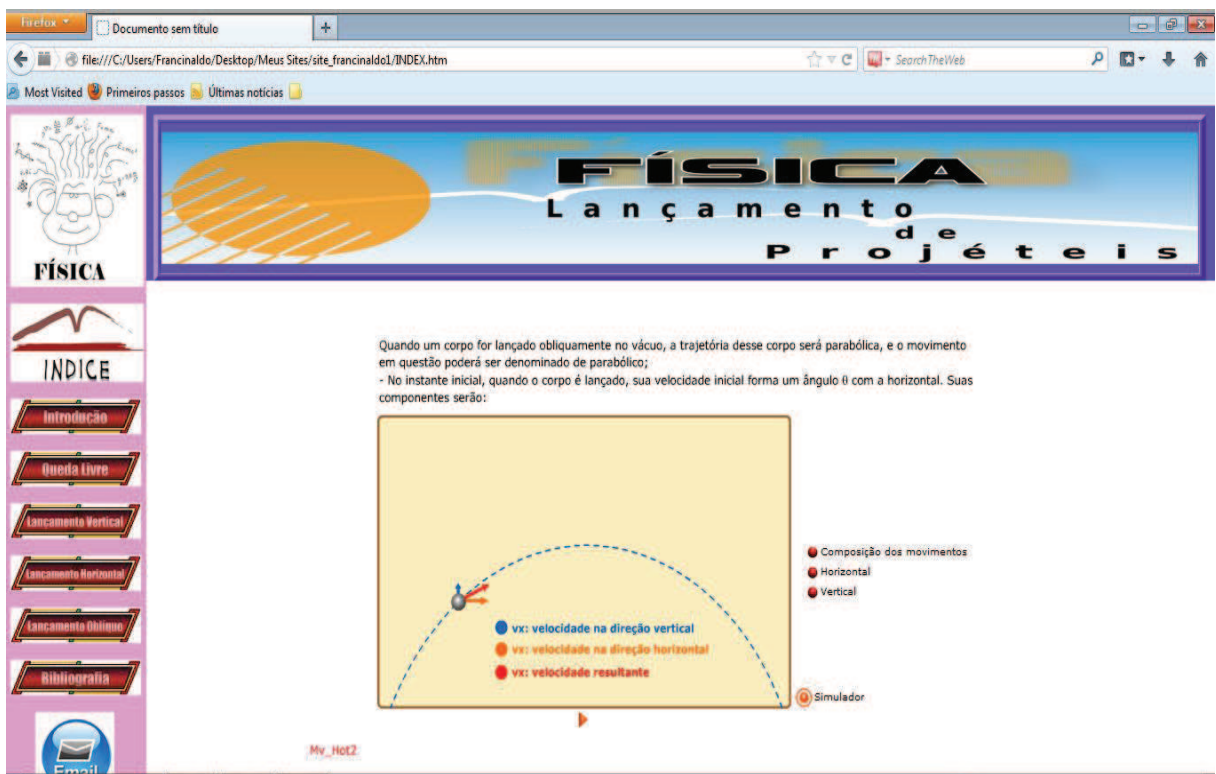 Firefox
Documento sem título
file:///C:/Users/Francinaldo/Desktop/Meus Sites/site_francinaldo1/INDEX.htm
SearchTheWeb
Most Visited
Primeiros passos
Últimas notícias
FÍSICA
FÍSICA
Lançamento
de
Projéteis
INDICE
Introdução
Queda Livre
Lançamento Vertical
Lançamento Horizontal
Lançamento Oblíquo
Bibliografia
Email
Quando um corpo for lançado obliquamente no vácuo, a trajetória desse corpo será parabólica, e o movimento
em questão poderá ser denominado de parabólico;
- No instante inicial, quando o corpo é lançado, sua velocidade inicial forma um ângulo θ com a horizontal. Suas
componentes serão:
vx: velocidade na direção vertical
vx: velocidade na direção horizontal
vx: velocidade resultante
Composição dos movimentos
Horizontal
Vertical
Simulador
Mv_Hot2